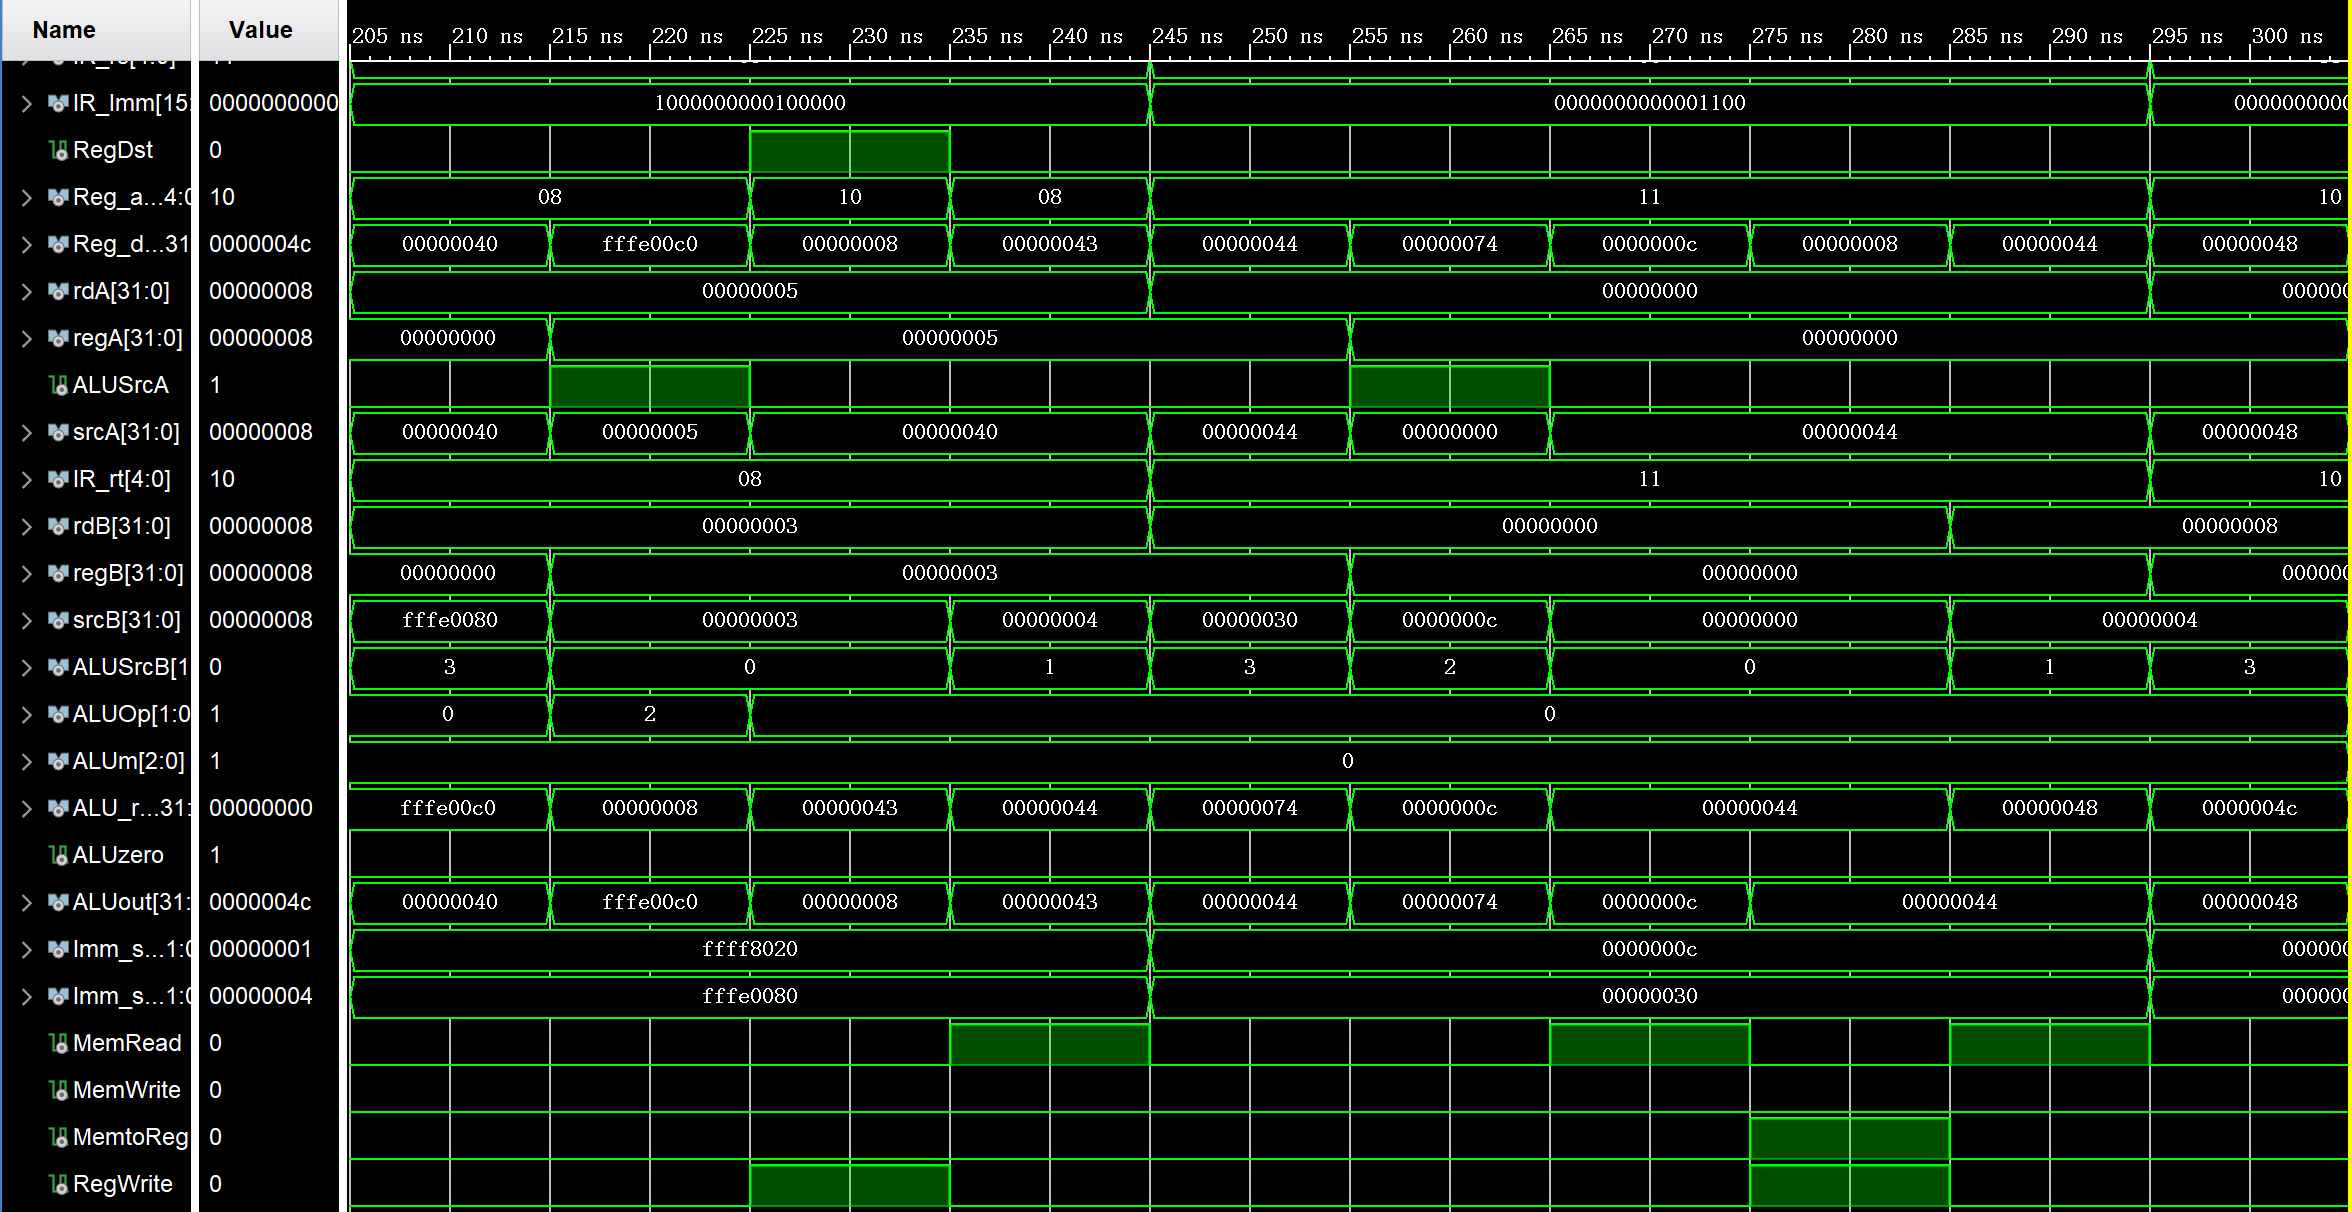 Name Value 205 ns 210 ns 215 ns 220 ns 225 ns 230 ns 235 ns 240 ns 245 ns 250 ns 255 ns 260 ns 265 ns 270 ns 275 ns 280 ns 285 ns 290 ns 295 ns 300 ns
IR_Imm[15: 0000000000 1000000000100000 0000000000001100 0000000000
RegDst 0
Reg_a...4:0 10 08 10 08 11 10
Reg_d...31 0000004c 00000040 fffe00c0 00000008 00000043 00000044 00000074 0000000c 00000008 00000044 00000048
rdA[31:0] 00000008 00000005 00000000 000000
regA[31:0] 00000008 00000000 00000005 00000000
ALUSrcA 1
srcA[31:0] 00000008 00000040 00000005 00000040 00000044 00000000 00000044 00000048
IR_rt[4:0] 10 08 11 10
rdB[31:0] 00000008 00000003 00000000 00000008
regB[31:0] 00000008 00000000 00000003 00000000 000000
srcB[31:0] 00000008 fffe0080 00000003 00000004 00000030 0000000c 00000000 00000004
ALUSrcB[1 0 3 0 1 3 2 0 1 3
ALUOp[1:0 1 0 2 0
ALUm[2:0] 1 0
ALU_r...31: 00000000 fffe00c0 00000008 00000043 00000044 00000074 0000000c 00000044 00000048 0000004c
ALUzero 1
ALUout[31: 0000004c 00000040 fffe00c0 00000008 00000043 00000044 00000074 0000000c 00000044 00000048
Imm_s...1:0 00000001 ffff8020 0000000c 000000
Imm_s...1:0 00000004 fffe0080 00000030 000000
MemRead 0
MemWrite 0
MemtoReg 0
RegWrite 0